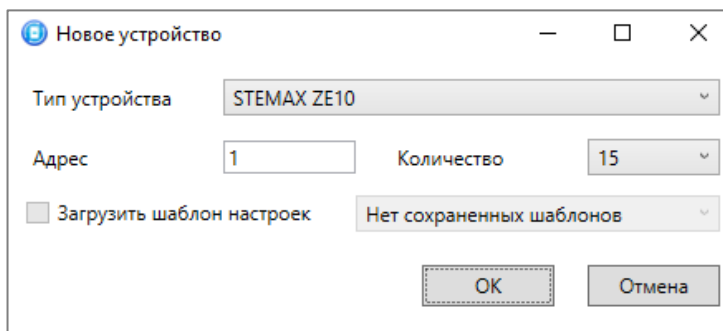 Новое устройство
Тип устройства STEMAX ZE10
Адрес 1 Количество 15
Загрузить шаблон настроек Нет сохраненных шаблонов
OK Отмена